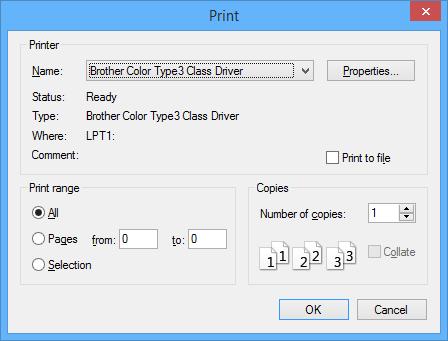 Print
Printer
Name: Brother Color Type3 Class Driver Properties...
Status: Ready
Type: Brother Color Type3 Class Driver
Where: LPT1:
Comment: Print to file
Print range
All
Pages from: 0 to: 0
Selection
Copies
Number of copies: 1
1 1 2 2 3 3 Collate
OK Cancel